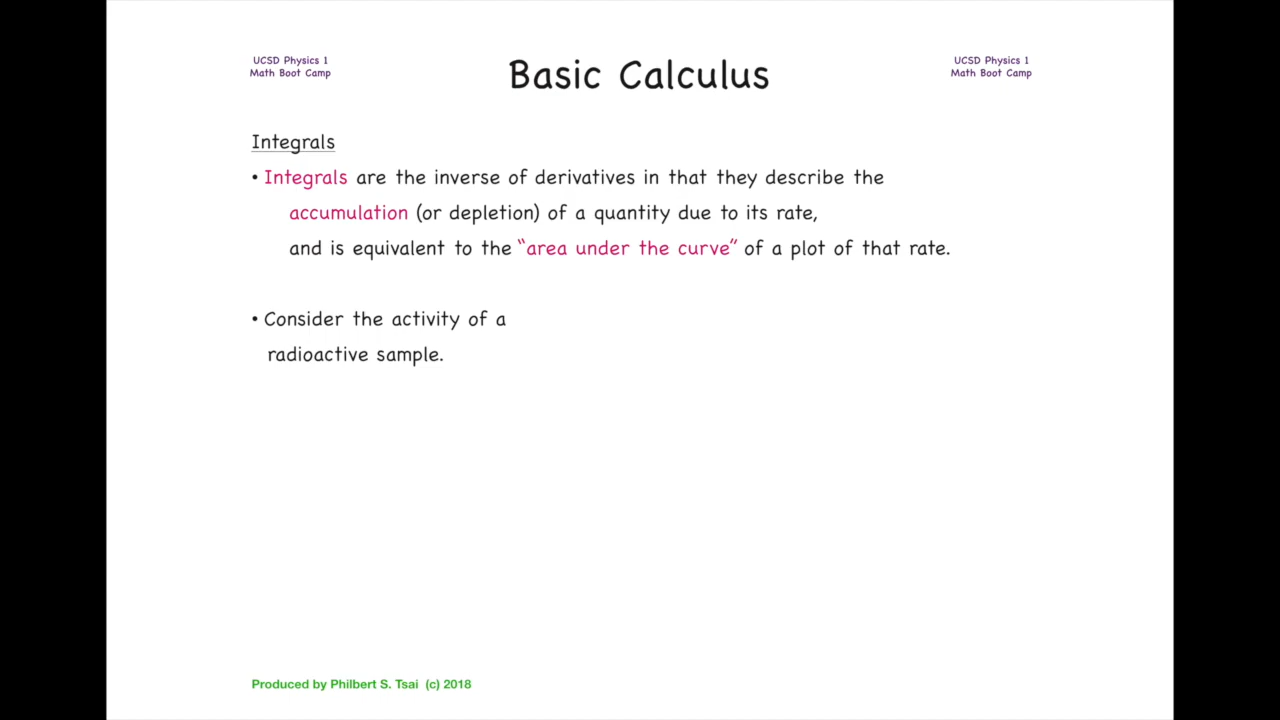 UCSD Physics 1
Math Boot Camp
Basic Calculus
UCSD Physics 1
Math Boot Camp
Integrals
• Integrals are the inverse of derivatives in that they describe the
accumulation (or depletion) of a quantity due to its rate,
and is equivalent to the “area under the curve” of a plot of that rate.
• Consider the activity of a
radioactive sample.
Produced by Philbert S. Tsai (c) 2018